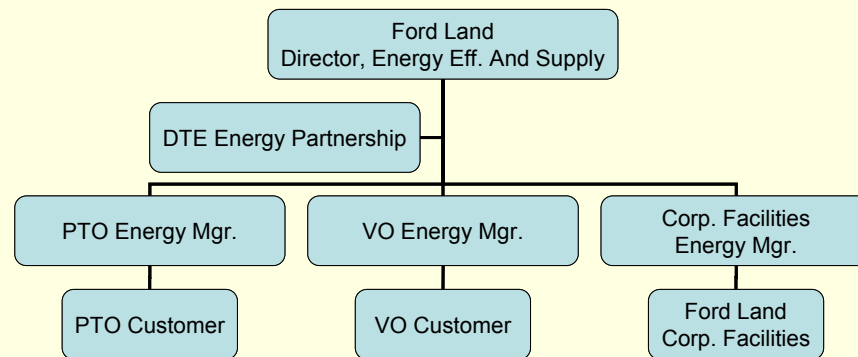 Ford Land
Director, Energy Eff. And Supply
DTE Energy Partnership
PTO Energy Mgr.
VO Energy Mgr.
Corp. Facilities
Energy Mgr.
PTO Customer
VO Customer
Ford Land
Corp. Facilities